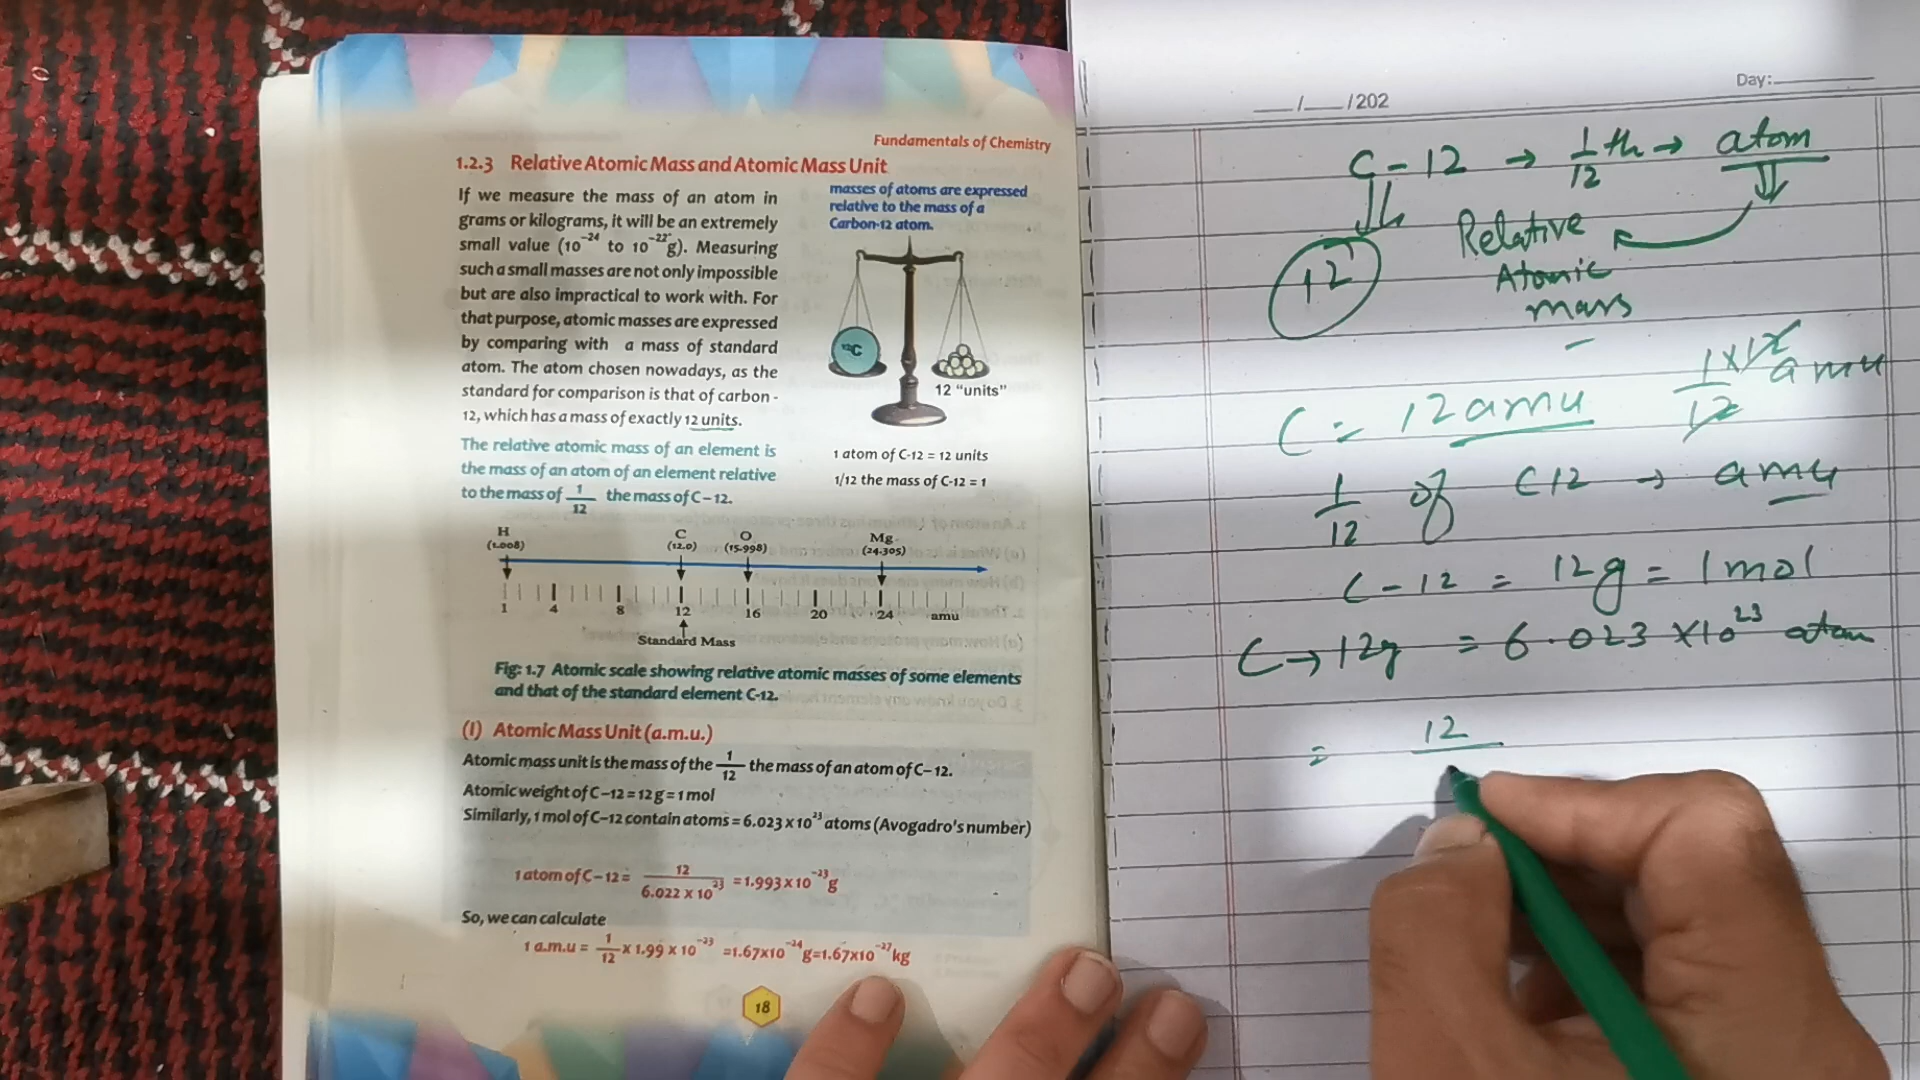 Fundamentals of Chemistry
1.2.3 Relative Atomic Mass and Atomic Mass Unit
If we measure the mass of an atom in
grams or kilograms, it will be an extremely
small value (10⁻²⁴ to 10⁻²²g). Measuring
such a small masses are not only impossible
but are also impractical to work with. For
that purpose, atomic masses are expressed
by comparing with a mass of standard
atom. The atom chosen nowadays, as the
standard for comparison is that of carbon -
12, which has a mass of exactly 12 units.
The relative atomic mass of an element is
the mass of an atom of an element relative
to the mass of 1/12 the mass of C-12.
masses of atoms are expressed
relative to the mass of a
Carbon-12 atom.
¹²C
12 "units"
1 atom of C-12 = 12 units
1/12 the mass of C-12 = 1
H C O Mg
(1.008) (12.0) (15.998) (24.305)
1 4 8 12 16 20 24 amu
Standard Mass
Fig: 1.7 Atomic scale showing relative atomic masses of some elements
and that of the standard element C-12.
(I) Atomic Mass Unit (a.m.u.)
Atomic mass unit is the mass of the 1/12 the mass of an atom of C-12.
Atomic weight of C-12 = 12 g = 1 mol
Similarly, 1 mol of C-12 contain atoms = 6.023 x 10²³ atoms (Avogadro's number)
1 atom of C-12 = 12/6.022 x 10²³ = 1.993 x 10⁻²³ g
So, we can calculate
1 a.m.u = 1/12 x 1.99 x 10⁻²³ = 1.67x10⁻²⁴ g = 1.67x10⁻²⁷ kg
18
Day:
/ /202
C-12 → 1/12 th → atom
12
Relative
Atomic
mass
1/12 × 12 amu
C = 12 amu
1/12 of C12 → amu
C-12 = 12g = 1 mol
C → 12g = 6.023 ×10²³ atom
= 12